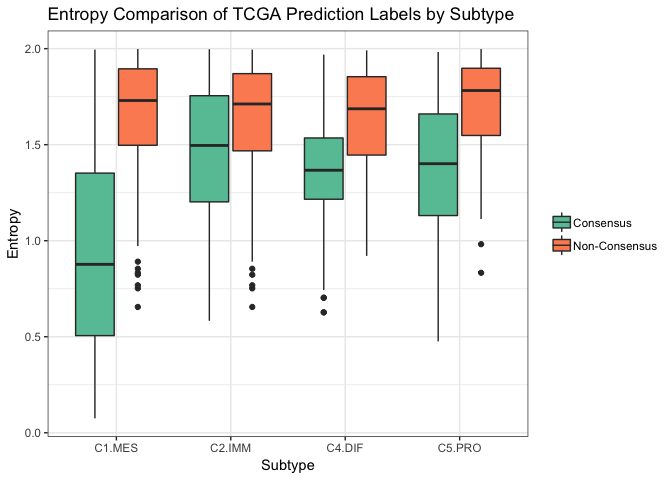 Entropy Comparison of TCGA Prediction Labels by Subtype
2.0
1.5
1.0
0.5
0.0
Entropy
C1.MES C2.IMM C4.DIF C5.PRO
Subtype
Consensus
Non-Consensus